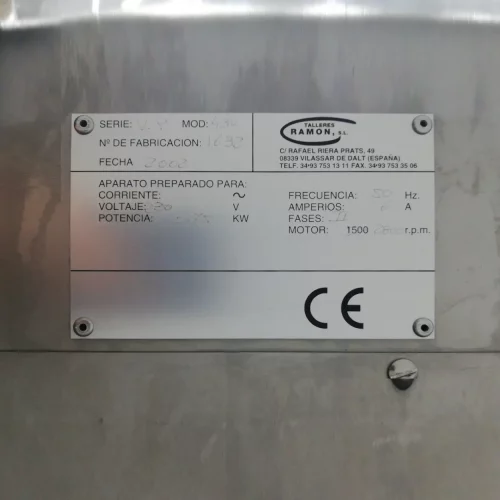 SERIE: MOD:
Nº DE FABRICACION:
FECHA 2002
TALLERES
RAMON, S.L.
C/ RAFAEL RIERA PRATS, 49
08339 VILASSAR DE DALT (ESPAÑA)
TELF. 34•93 753 13 11 FAX. 34•93 753 35 06
APARATO PREPARADO PARA:
CORRIENTE: ~
VOLTAJE: V
POTENCIA: KW
FRECUENCIA: 50 Hz.
AMPERIOS: A
FASES:
MOTOR: 1500 r.p.m.
CE